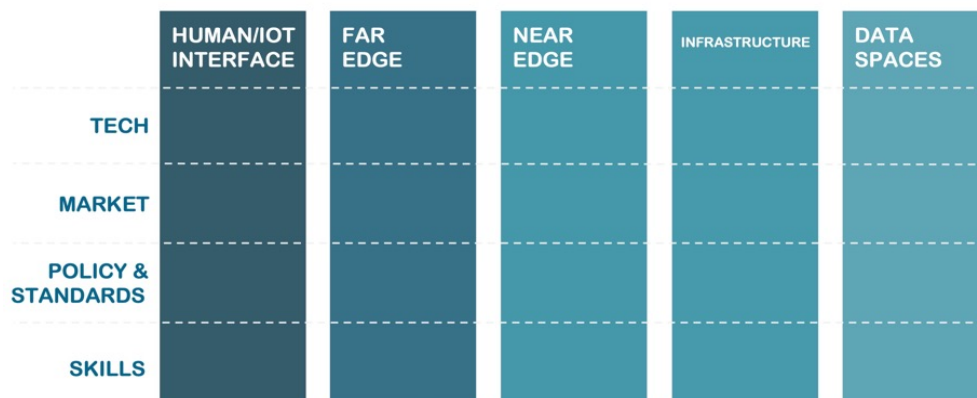 HUMAN/IOT
INTERFACE
FAR
EDGE
NEAR
EDGE
INFRASTRUCTURE
DATA
SPACES
TECH
MARKET
POLICY &
STANDARDS
SKILLS